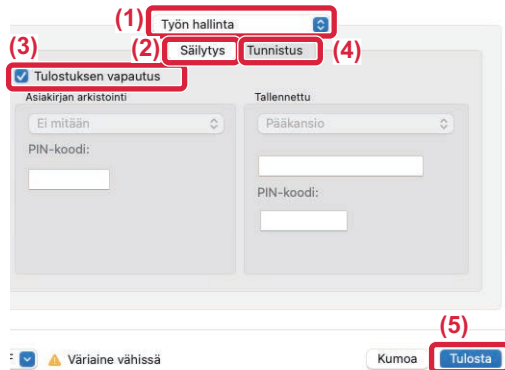 (1)
Työn hallinta
(3)
(2)
Säilytys
Tunnistus
(4)
Tulostuksen vapautus
Asiakirjan arkistointi
Tallennettu
Ei mitään
Pääkansio
PIN-koodi:
PIN-koodi:
(5)
F
Väriaine vähissä
Kumoa
Tulosta